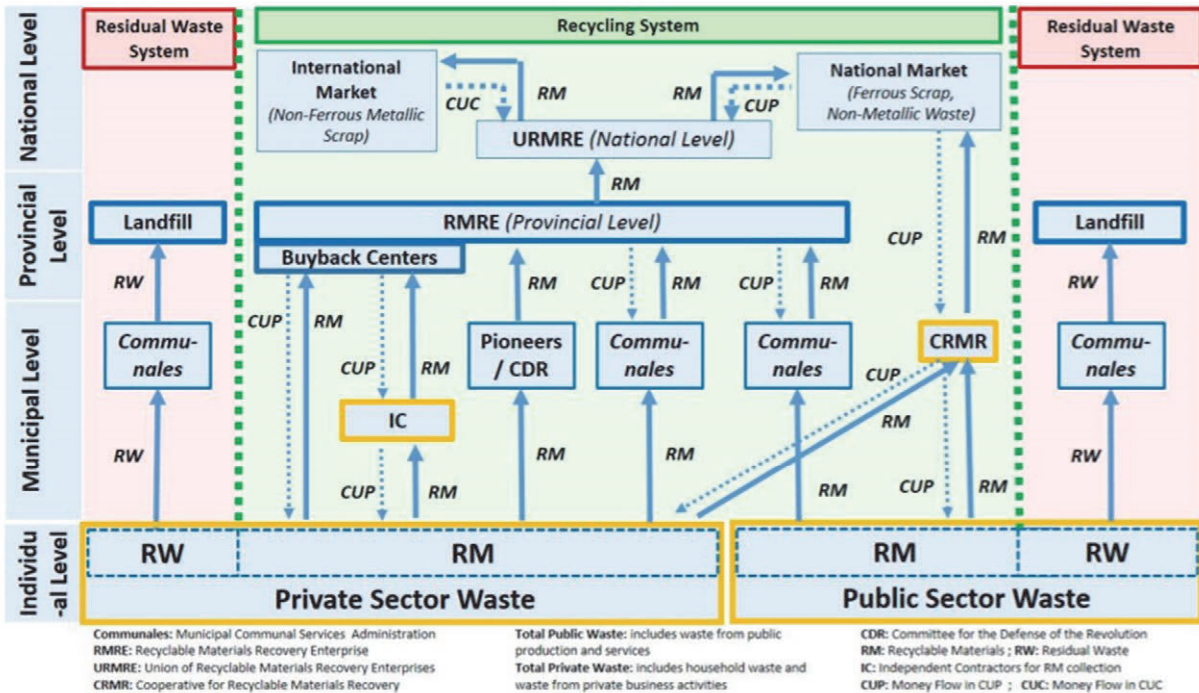 National Level
Residual Waste
System
Recycling System
Residual Waste
System
International
Market
(Non-Ferrous Metallic
Scrap)
CUC
RM
RM
CUP
National Market
(Ferrous Scrap,
Non-Metallic Waste)
URMRE (National Level)
RM
Provincial
Level
Landfill
RMRE (Provincial Level)
Buyback Centers
CUP
RM
Landfill
RW
RM
CUP
RM
CUP
RM
RW
Municipal Level
Commu-
nales
CUP
RM
CUP
RM
Pioneers
/ CDR
Commu-
nales
Commu-
nales
CRMR
Commu-
nales
IC
CUP
RM
RW
CUP
RM
RM
RM
RM
CUP
RM
RW
Individu
-al Level
RW
RM
RM
RW
Private Sector Waste
Public Sector Waste
Communales: Municipal Communal Services Administration
RMRE: Recyclable Materials Recovery Enterprise
URMRE: Union of Recyclable Materials Recovery Enterprises
CRMR: Cooperative for Recyclable Materials Recovery
Total Public Waste: includes waste from public
production and services
Total Private Waste: includes household waste and
waste from private business activities
CDR: Committee for the Defense of the Revolution
RM: Recyclable Materials ; RW: Residual Waste
IC: Independent Contractors for RM collection
CUP: Money Flow in CUP ; CUC: Money Flow in CUC